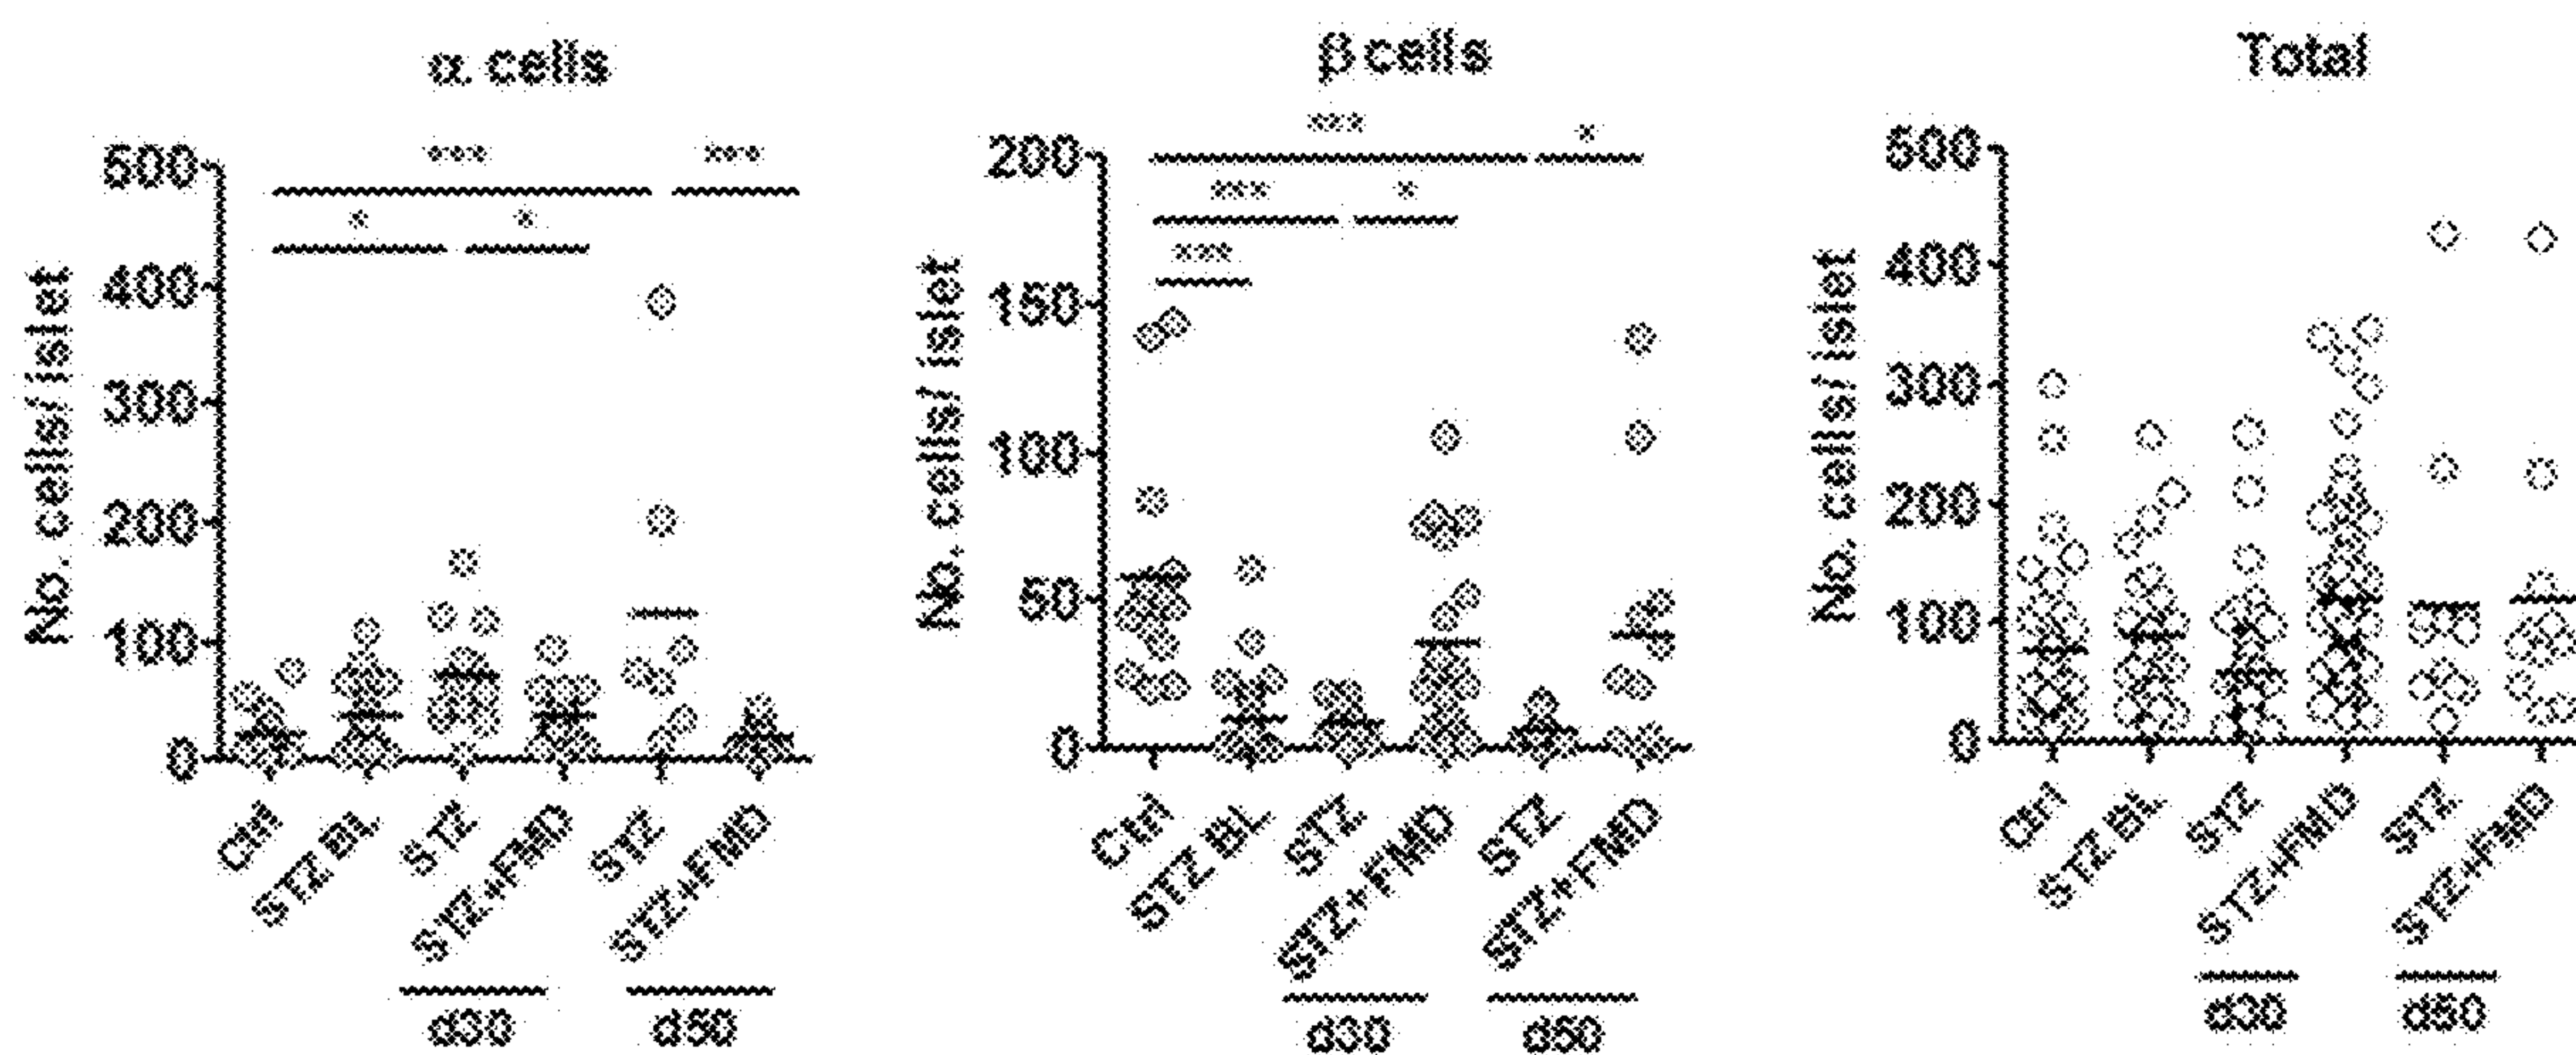 α cells
β cells
Total
*** ***
* *
No. cells/ islet
500
400
300
200
100
0
Ctrl
STZ BL
STZ
STZ+FMD
STZ
STZ+FMD
d30
d50
*** *
*** *
***
No. cells/ islet
200
150
100
50
0
Ctrl
STZ BL
STZ
STZ+FMD
STZ
STZ+FMD
d30
d50
No. cells/ islet
500
400
300
200
100
0
Ctrl
STZ BL
STZ
STZ+FMD
STZ
STZ+FMD
d30
d50